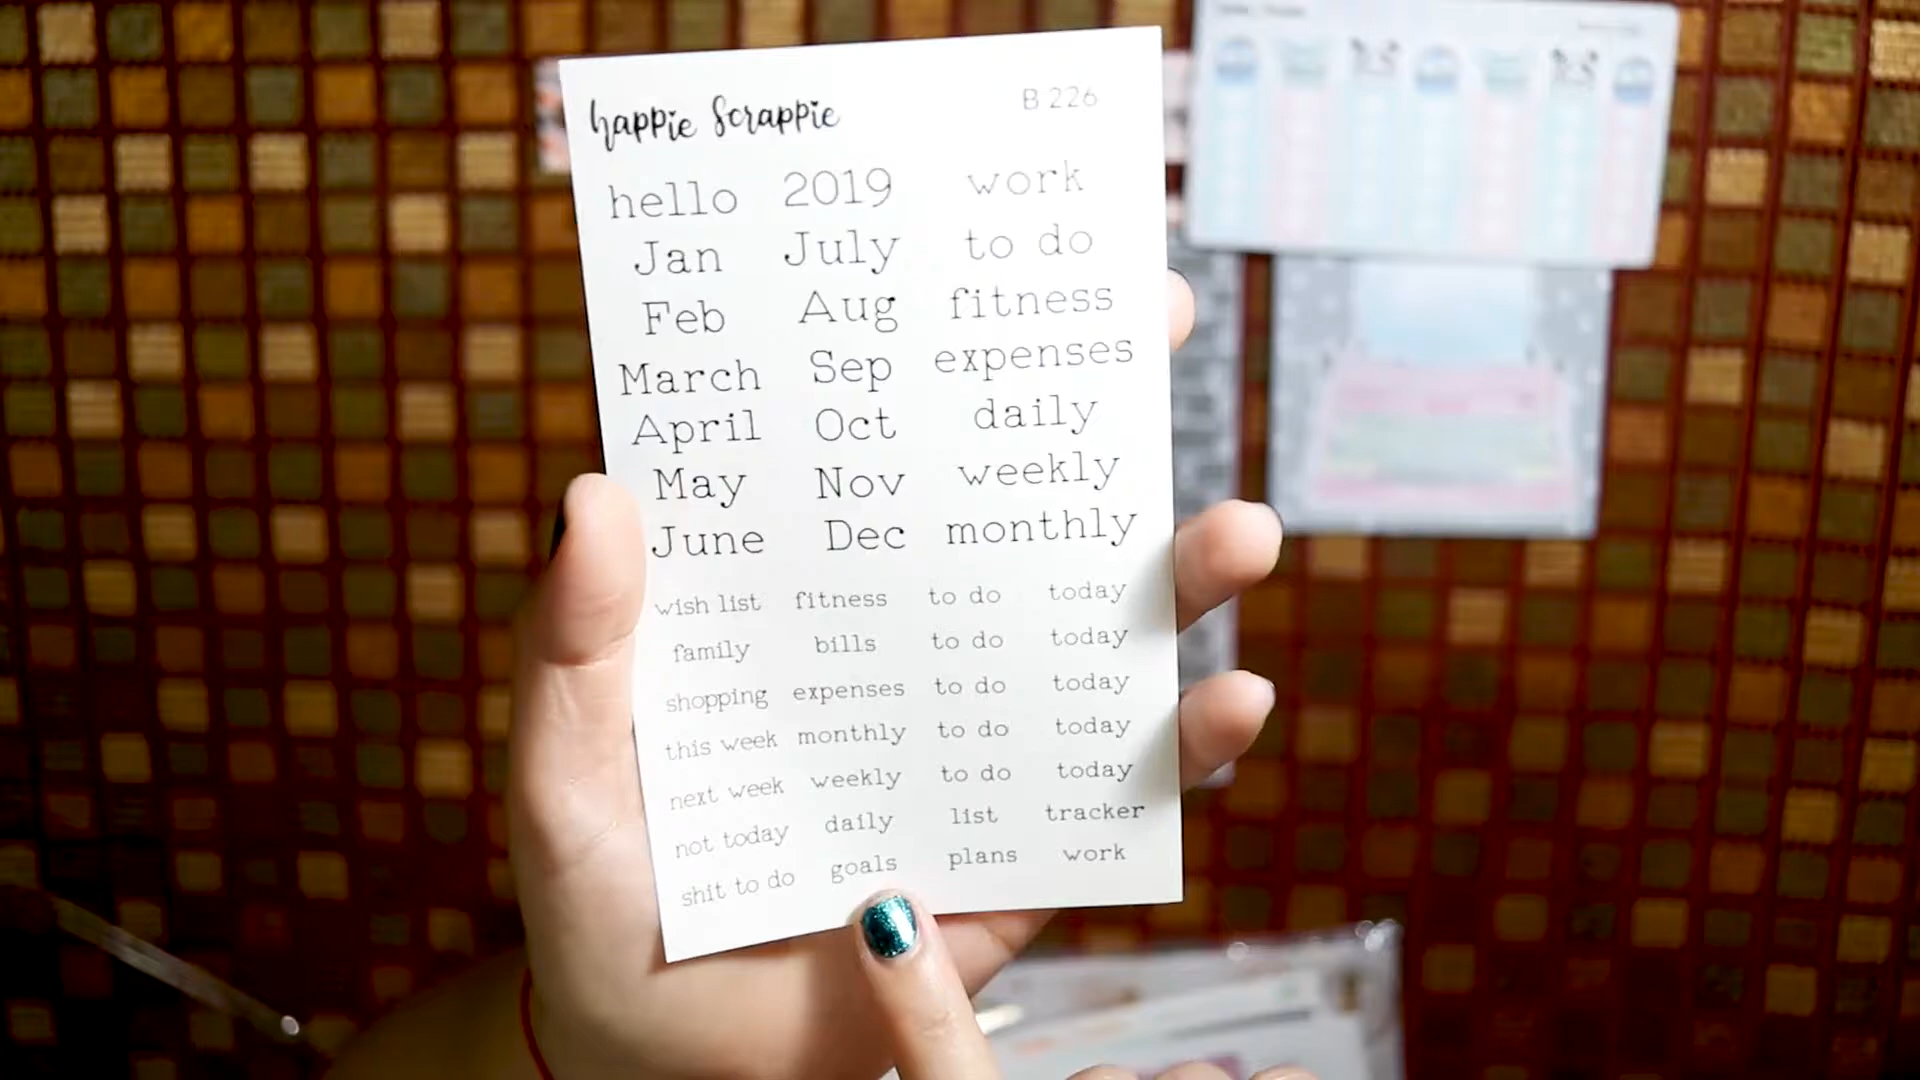 happie Scrappie B 226
hello 2019 work
Jan July to do
Feb Aug fitness
March Sep expenses
April Oct daily
May Nov weekly
June Dec monthly
wish list fitness to do today
family bills to do today
shopping expenses to do today
this week monthly to do today
next week weekly to do today
not today daily list tracker
shit to do goals plans work